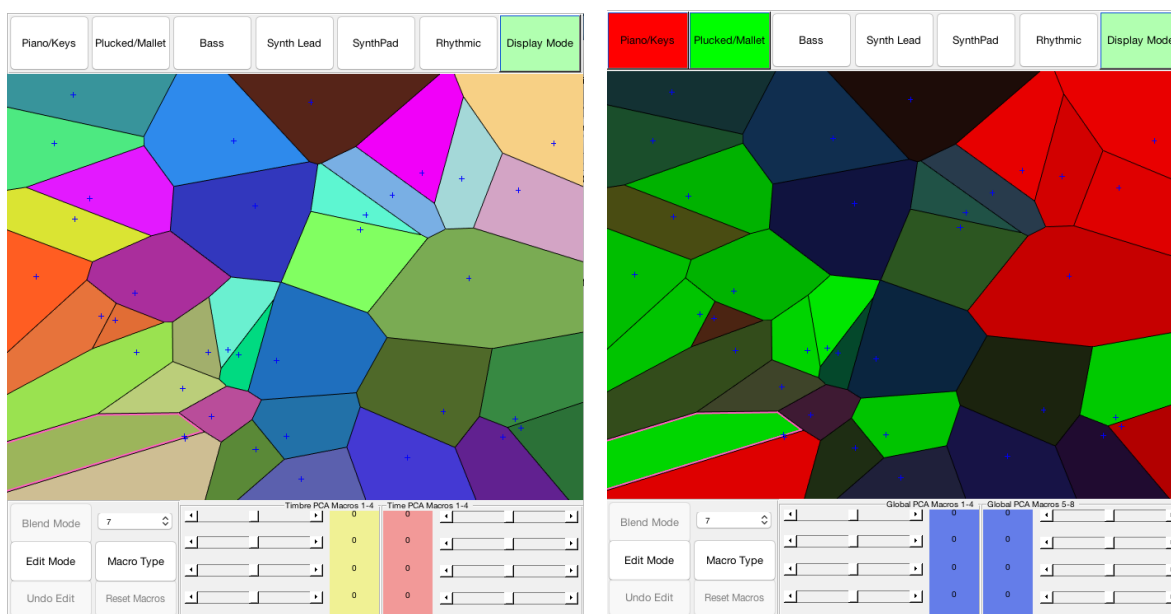 Piano/Keys Plucked/Mallet Bass Synth Lead SynthPad Rhythmic Display Mode
Timbre PCA Macros 1-4 Time PCA Macros 1-4
Blend Mode 7 0 0
0 0
Edit Mode Macro Type
0 0
Undo Edit Reset Macros 0 0
Piano/Keys Plucked/Mallet Bass Synth Lead SynthPad Rhythmic Display Mode
Global PCA Macros 1-4 Global PCA Macros 5-8
Blend Mode 7 0 0
0 0
Edit Mode Macro Type
0 0
Undo Edit Reset Macros 0 0